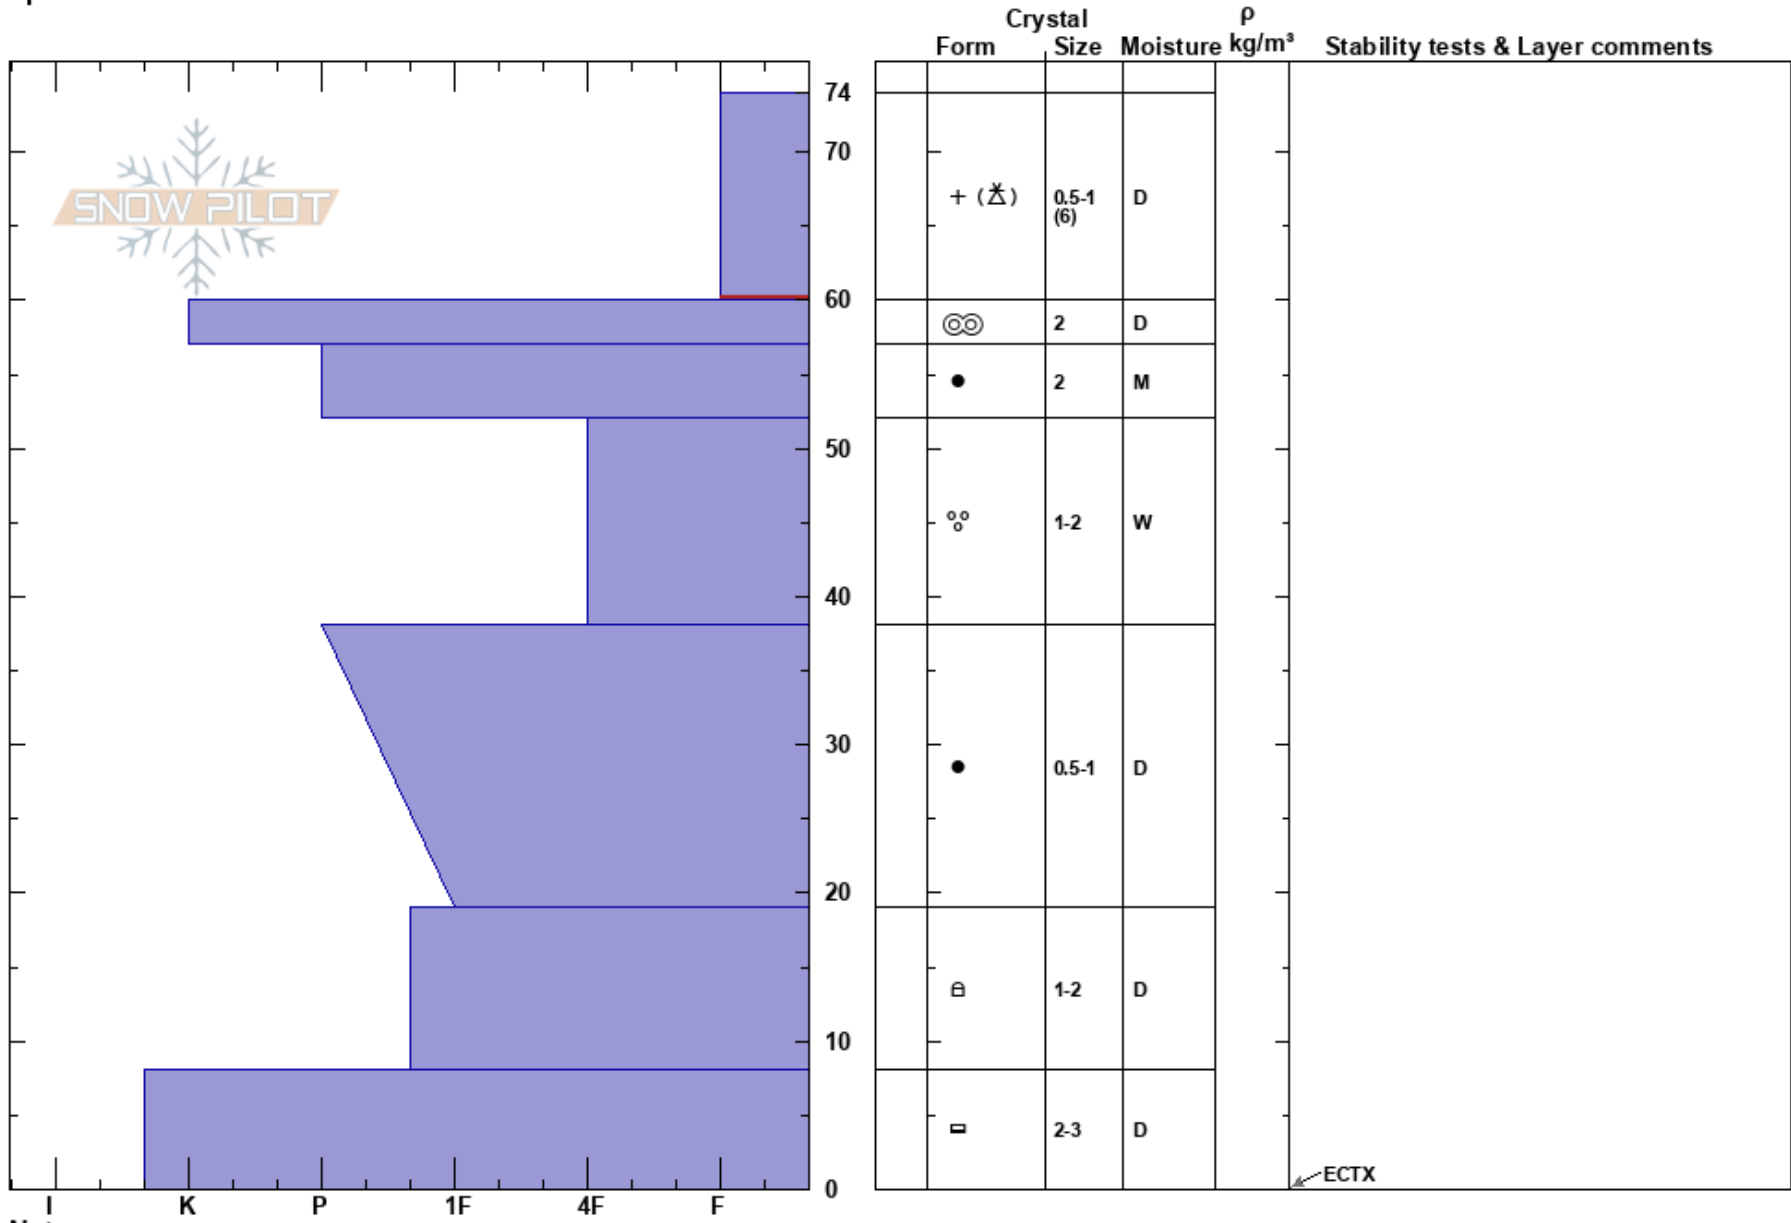 Crystal
ρ
Form Size Moisture kg/m³ Stability tests & Layer comments
74
70
SNOW PILOT
0.5-1 D
(6)
60
2 D
2 M
50
1-2 W
40
30
0.5-1 D
20
1-2 D
10
2-3 D
ECTX
0
I K P 1F 4F F